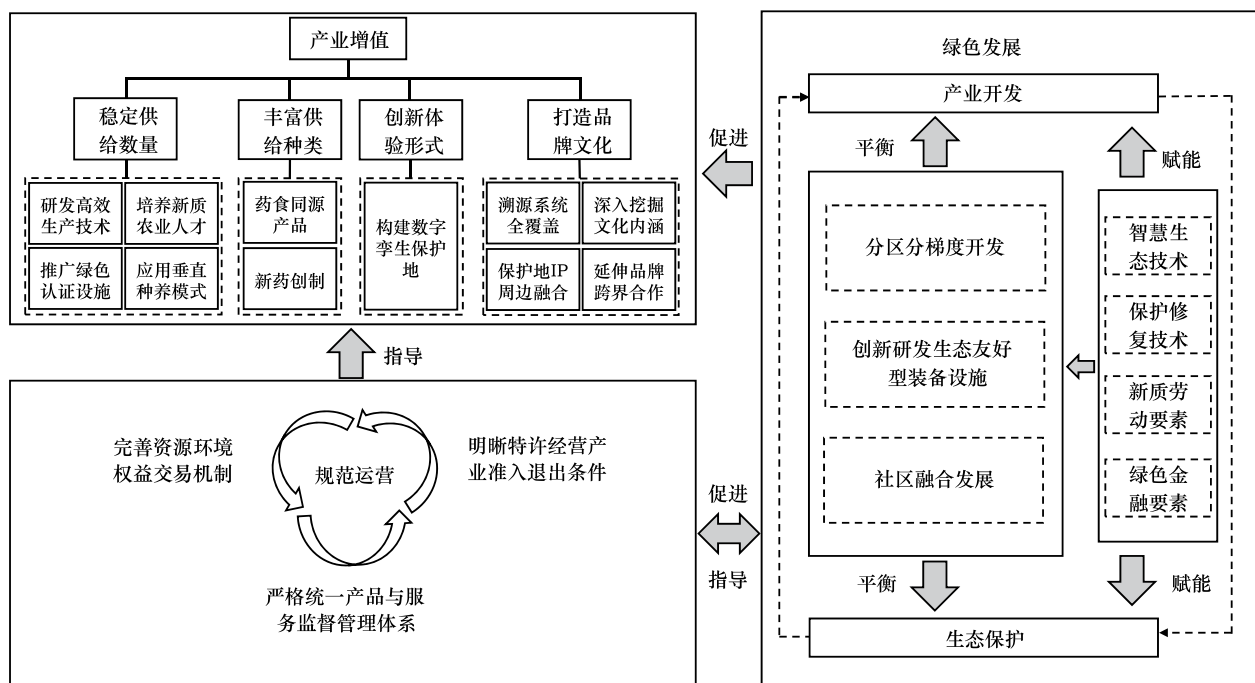 产业增值
稳定供
给数量
丰富供
给种类
创新体
验形式
打造品
牌文化
研发高效
生产技术
培养新质
农业人才
推广绿色
认证设施
应用垂直
种养模式
药食同源
产品
新药创制
构建数字
孪生保护
地
溯源系统
全覆盖
深入挖掘
文化内涵
保护地IP
周边融合
延伸品牌
跨界合作
指导
完善资源环境
权益交易机制
明晰特许经营产
业准入退出条件
规范运营
严格统一产品与服
务监督管理体系
促进
促进
指导
绿色发展
产业开发
平衡
赋能
分区分梯度开发
创新研发生态友好
型装备设施
社区融合发展
智慧生
态技术
保护修
复技术
新质劳
动要素
绿色金
融要素
平衡
赋能
生态保护